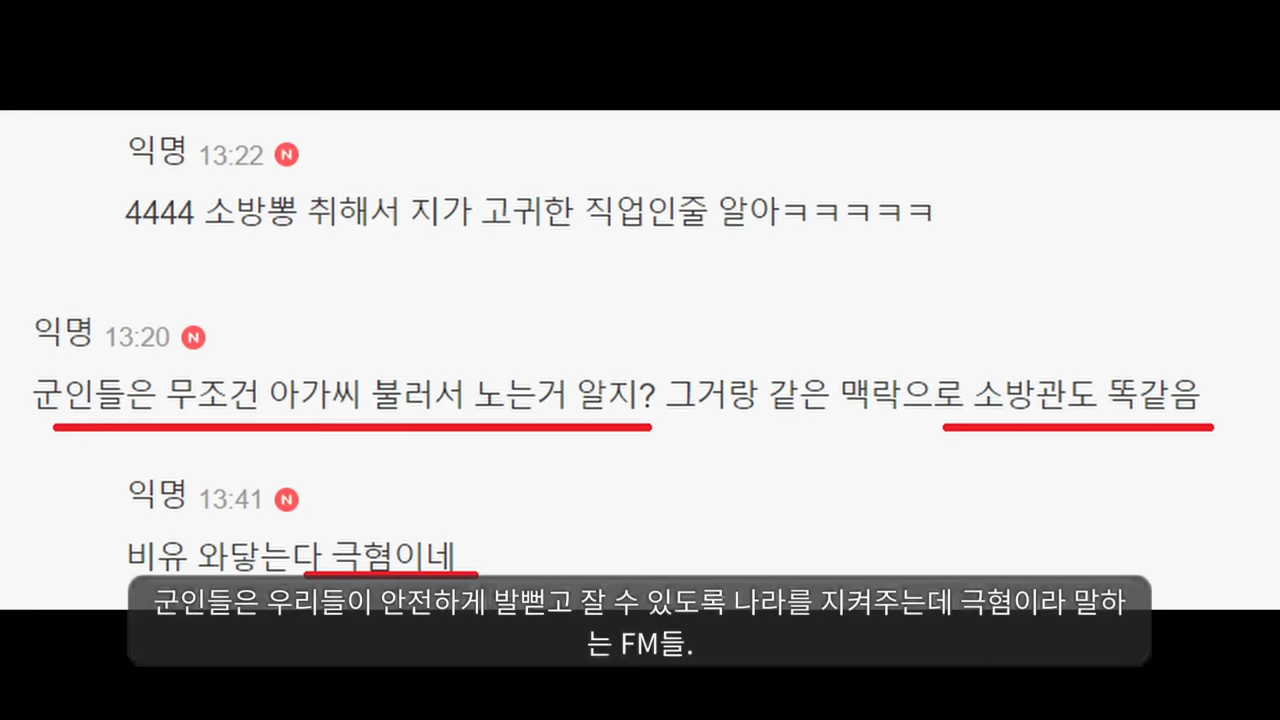 익명 13:22 N
4444 소방뽕 취해서 지가 고귀한 직업인줄 알아ㅋㅋㅋㅋㅋ
익명 13:20 N
군인들은 무조건 아가씨 불러서 노는거 알지? 그거랑 같은 맥락으로 소방관도 똑같음
익명 13:41 N
비유 와닿는다 극혐이네
군인들은 우리들이 안전하게 발뻗고 잘 수 있도록 나라를 지켜주는데 극혐이라 말하
는 FM들.